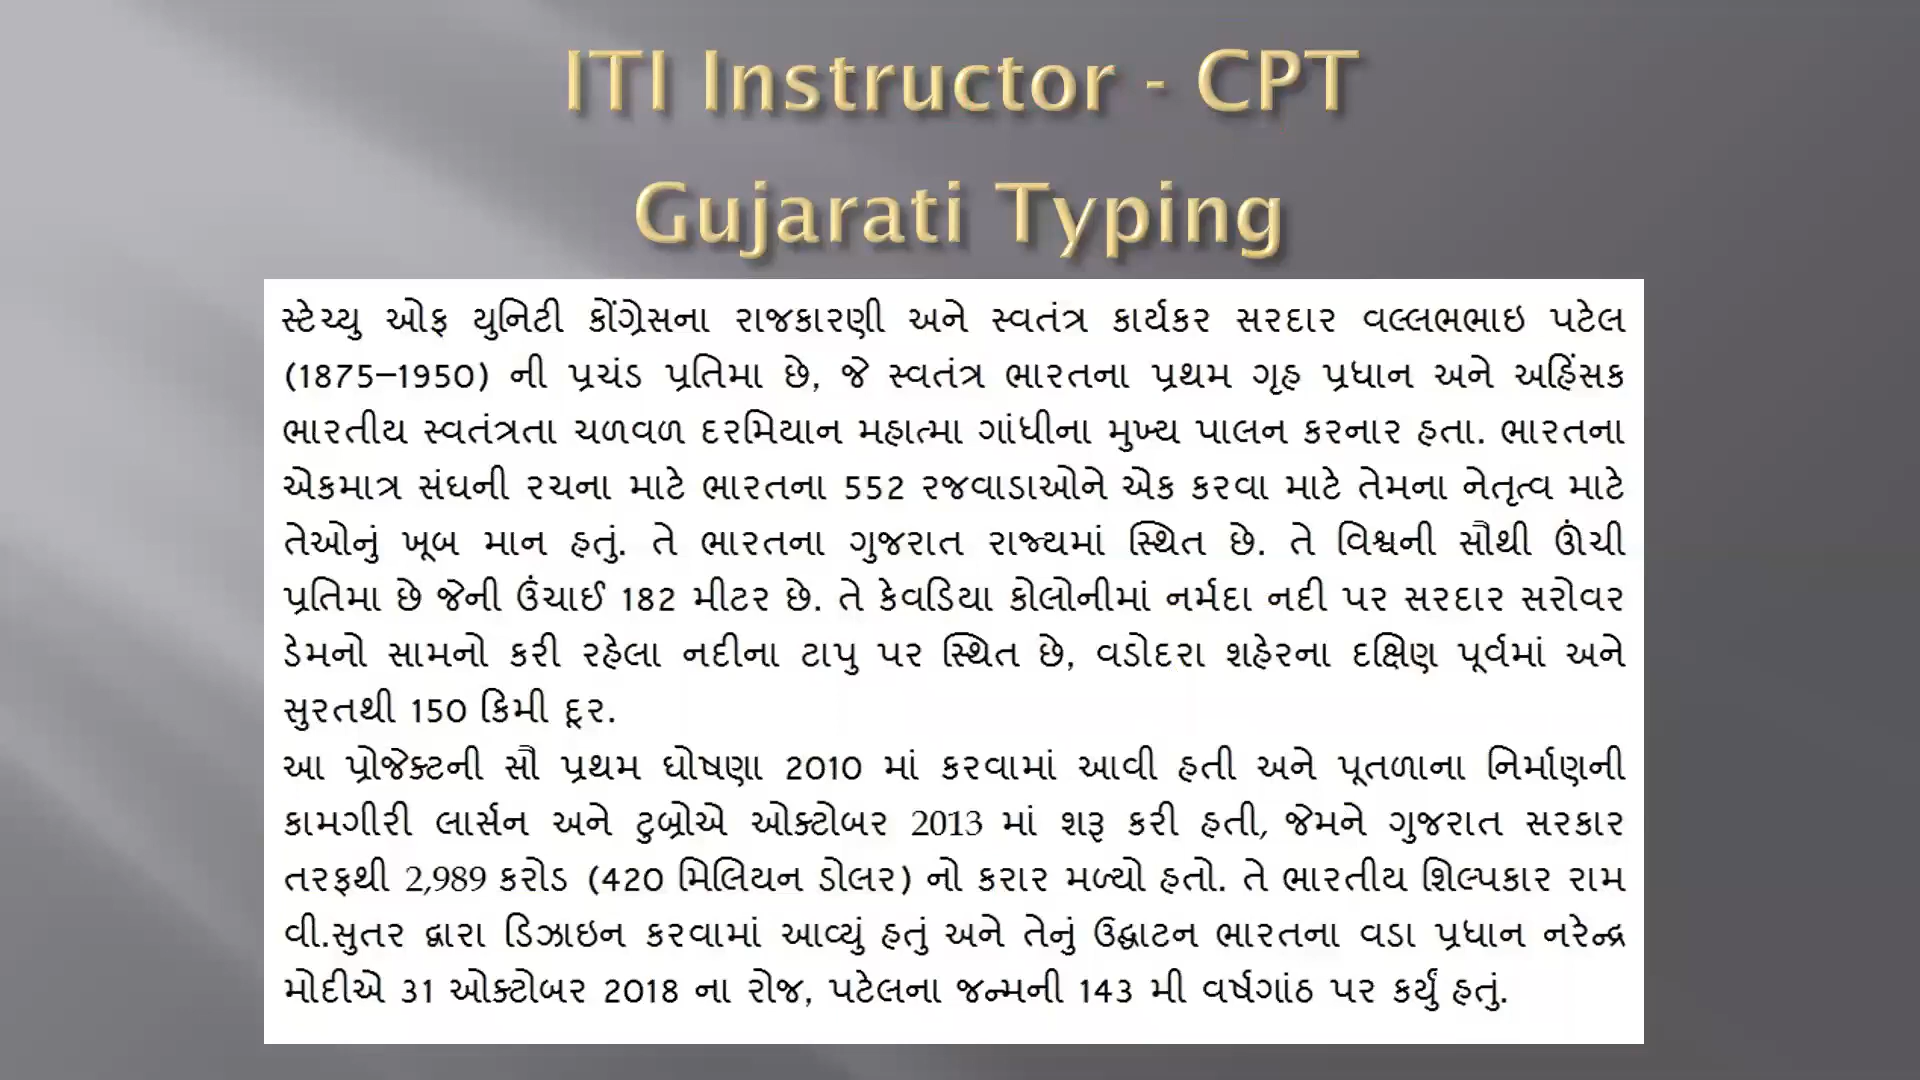 ITI Instructor - CPT
Gujarati Typing
સ્ટેચ્યુ ઓફ યુનિટી કોંગ્રેસના રાજકારણી અને સ્વતંત્ર કાર્યકર સરદાર વલ્લભભાઇ પટેલ
(1875–1950) ની પ્રચંડ પ્રતિમા છે, જે સ્વતંત્ર ભારતના પ્રથમ ગૃહ પ્રધાન અને અહિંસક
ભારતીય સ્વતંત્રતા ચળવળ દરમિયાન મહાત્મા ગાંધીના મુખ્ય પાલન કરનાર હતા. ભારતના
એકમાત્ર સંઘની રચના માટે ભારતના 552 રજવાડાઓને એક કરવા માટે તેમના નેતૃત્વ માટે
તેઓનું ખૂબ માન હતું. તે ભારતના ગુજરાત રાજ્યમાં સ્થિત છે. તે વિશ્વની સૌથી ઊંચી
પ્રતિમા છે જેની ઉંચાઈ 182 મીટર છે. તે કેવડિયા કોલોનીમાં નર્મદા નદી પર સરદાર સરોવર
ડેમનો સામનો કરી રહેલા નદીના ટાપુ પર સ્થિત છે, વડોદરા શહેરના દક્ષિણ પૂર્વમાં અને
સુરતથી 150 કિમી દૂર.
આ પ્રોજેક્ટની સૌ પ્રથમ ઘોષણા 2010 માં કરવામાં આવી હતી અને પૂતળાના નિર્માણની
કામગીરી લાર્સન અને ટુબ્રોએ ઓક્ટોબર 2013 માં શરૂ કરી હતી, જેમને ગુજરાત સરકાર
તરફથી 2,989 કરોડ (420 મિલિયન ડોલર) નો કરાર મળ્યો હતો. તે ભારતીય શિલ્પકાર રામ
વી.સુતર દ્વારા ડિઝાઇન કરવામાં આવ્યું હતું અને તેનું ઉદ્ઘાટન ભારતના વડા પ્રધાન નરેન્દ્ર
મોદીએ 31 ઓક્ટોબર 2018 ના રોજ, પટેલના જન્મની 143 મી વર્ષગાંઠ પર કર્યું હતું.